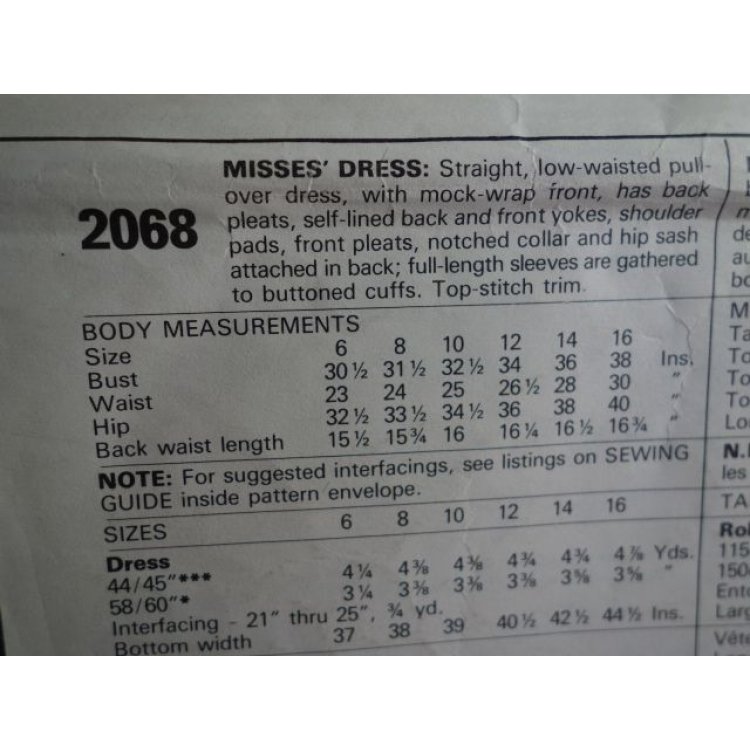 MISSES' DRESS: Straight, low-waisted pull-
over dress, with mock-wrap front, has back
2068 pleats, self-lined back and front yokes, shoulder
pads, front pleats, notched collar and hip sash
attached in back; full-length sleeves are gathered
to buttoned cuffs. Top-stitch trim.
BODY MEASUREMENTS
Size 6 8 10 12 14 16
Bust 30½ 31½ 32½ 34 36 38 Ins.
Waist 23 24 25 26½ 28 30 "
Hip 32½ 33½ 34½ 36 38 40 "
Back waist length 15½ 15¾ 16 16¼ 16½ 16¾ "
NOTE: For suggested interfacings, see listings on SEWING
GUIDE inside pattern envelope.
SIZES 6 8 10 12 14 16
Dress
44/45"*** 4¼ 4⅜ 4⅜ 4¾ 4¾ 4⅞ Yds.
58/60"* 3¼ 3⅜ 3⅜ 3⅜ 3⅝ 3⅝ "
Interfacing - 21" thru 25", ¾ yd.
Bottom width 37 38 39 40½ 42½ 44½ Ins.
de
au
M
Ta
To
To
To
N.
les
TA
Rol
115
150
Ent
Larg
Vête